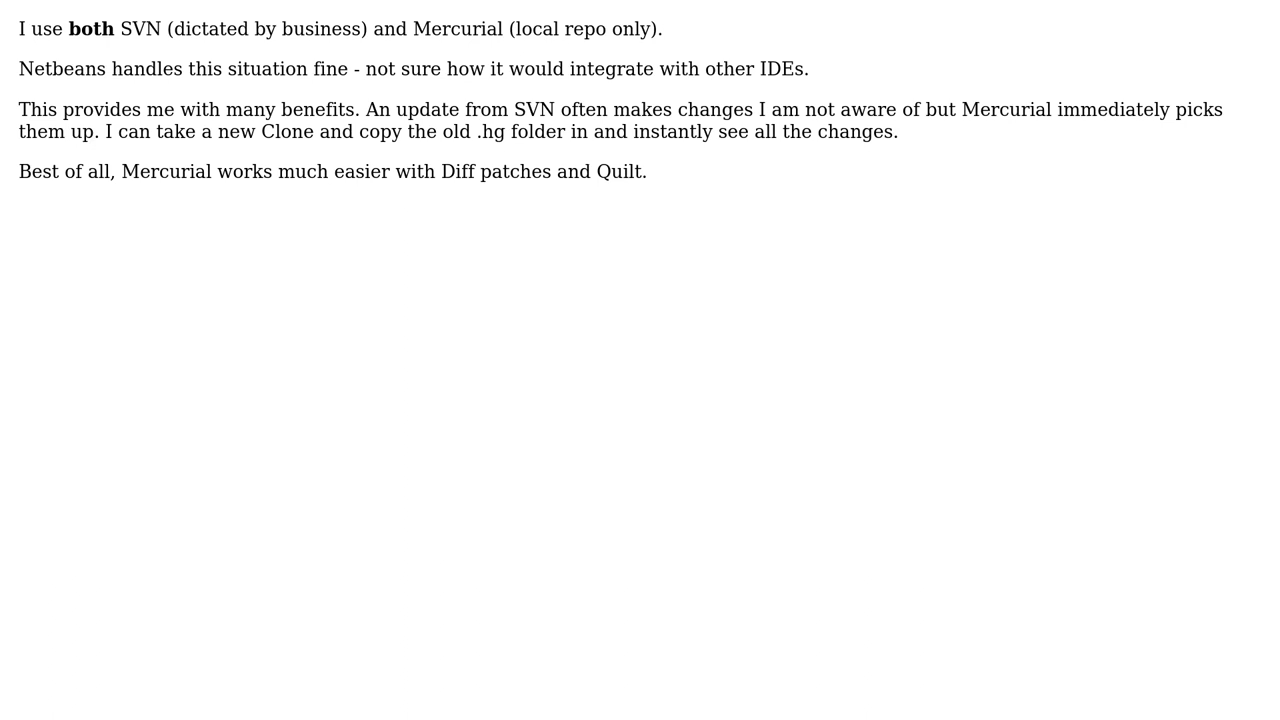 I use both SVN (dictated by business) and Mercurial (local repo only).
Netbeans handles this situation fine - not sure how it would integrate with other IDEs.
This provides me with many benefits. An update from SVN often makes changes I am not aware of but Mercurial immediately picks
them up. I can take a new Clone and copy the old .hg folder in and instantly see all the changes.
Best of all, Mercurial works much easier with Diff patches and Quilt.